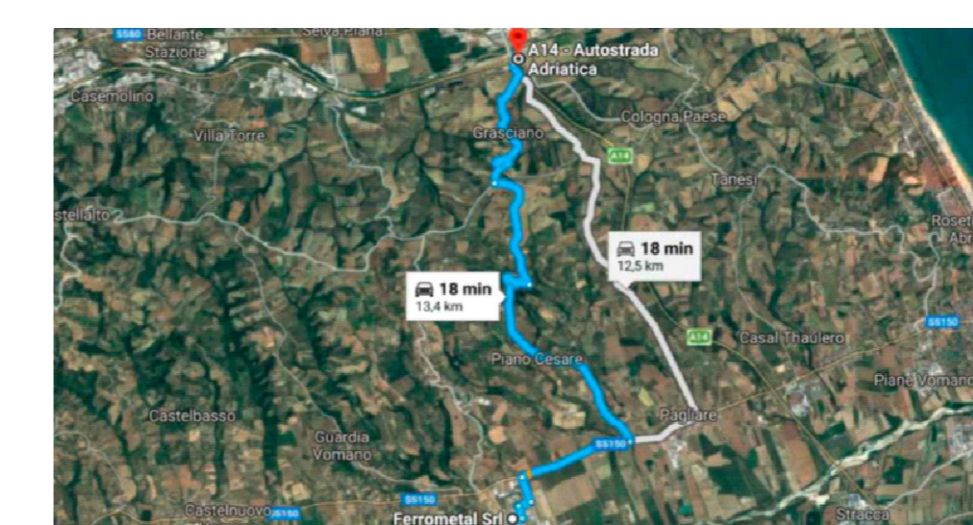 SS80 Bellante
Stazione
Selva Piana
A14 - Autostrada
Adriatica
Casemolino
Villa Torre
Grasciano
Cologna Paese
A14
Tanesi
stellalto
Roset
Abr
18 min
12,5 km
18 min
13,4 km
SS150
A14
Casal Thaulero
Piano Cesare
Piane Vomano
Castelbasso
Pagliare
Guardia
Vomano
SS150
SS150
Castelnuovo
SS150
Ferrometal Srl
Stracca